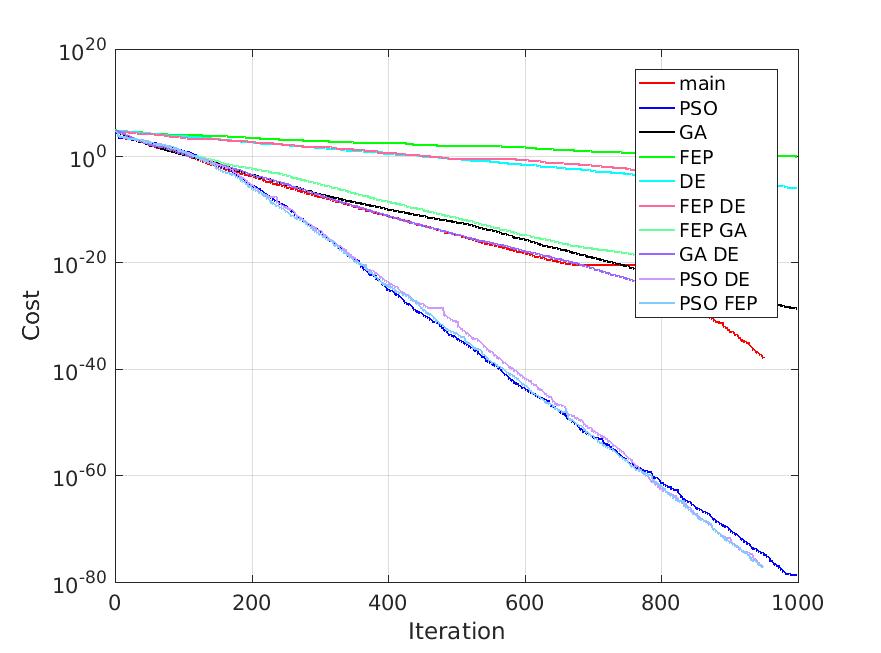 10^20
10^0
10^-20
10^-40
10^-60
10^-80
Cost
0 200 400 600 800 1000
Iteration
main
PSO
GA
FEP
DE
FEP DE
FEP GA
GA DE
PSO DE
PSO FEP